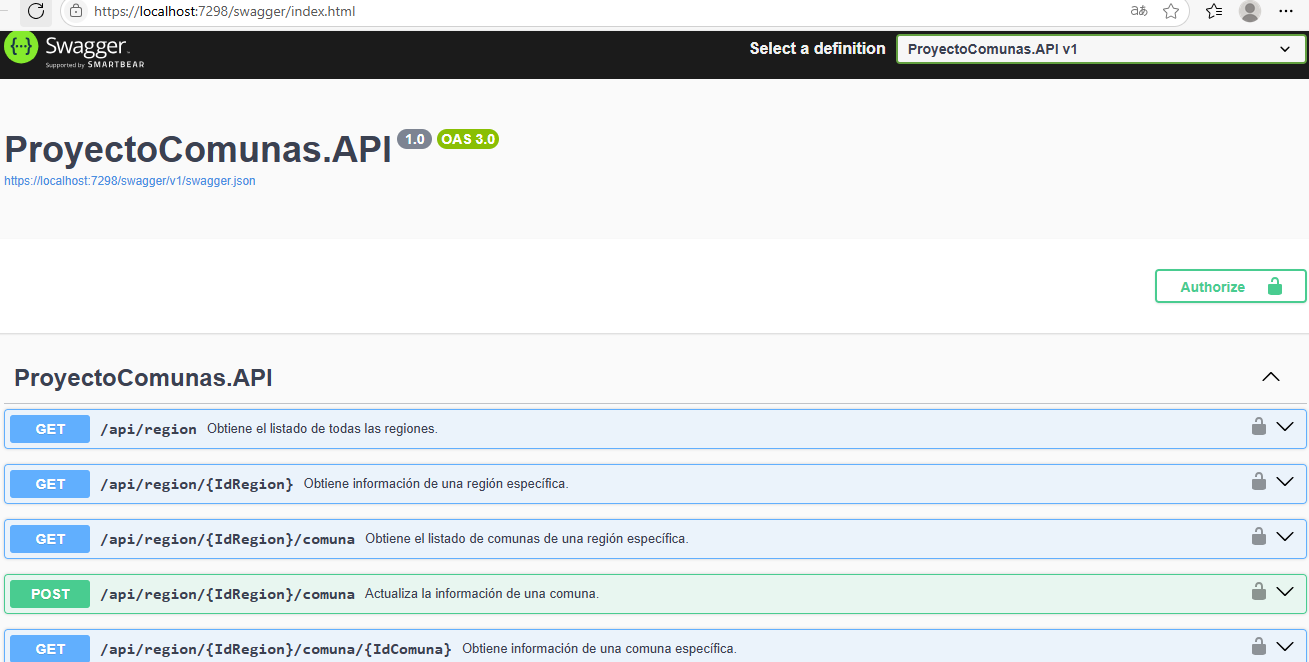 https://localhost:7298/swagger/index.html
Swagger
Supported by SMARTBEAR
Select a definition
ProyectoComunas.API v1
ProyectoComunas.API 1.0 OAS 3.0
https://localhost:7298/swagger/v1/swagger.json
Authorize
ProyectoComunas.API
GET /api/region Obtiene el listado de todas las regiones.
GET /api/region/{IdRegion} Obtiene información de una región específica.
GET /api/region/{IdRegion}/comuna Obtiene el listado de comunas de una región específica.
POST /api/region/{IdRegion}/comuna Actualiza la información de una comuna.
GET /api/region/{IdRegion}/comuna/{IdComuna} Obtiene información de una comuna específica.